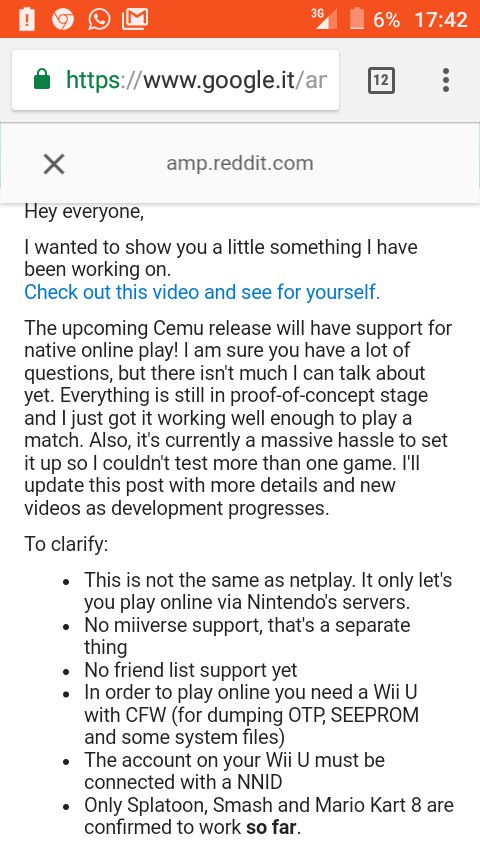 3G 6% 17:42
https://www.google.it/ar
12
amp.reddit.com
Hey everyone,
I wanted to show you a little something I have
been working on.
Check out this video and see for yourself.
The upcoming Cemu release will have support for
native online play! I am sure you have a lot of
questions, but there isn't much I can talk about
yet. Everything is still in proof-of-concept stage
and I just got it working well enough to play a
match. Also, it's currently a massive hassle to set
it up so I couldn't test more than one game. I'll
update this post with more details and new
videos as development progresses.
To clarify:
• This is not the same as netplay. It only let's
you play online via Nintendo's servers.
• No miiverse support, that's a separate
thing
• No friend list support yet
• In order to play online you need a Wii U
with CFW (for dumping OTP, SEEPROM
and some system files)
• The account on your Wii U must be
connected with a NNID
• Only Splatoon, Smash and Mario Kart 8 are
confirmed to work so far.